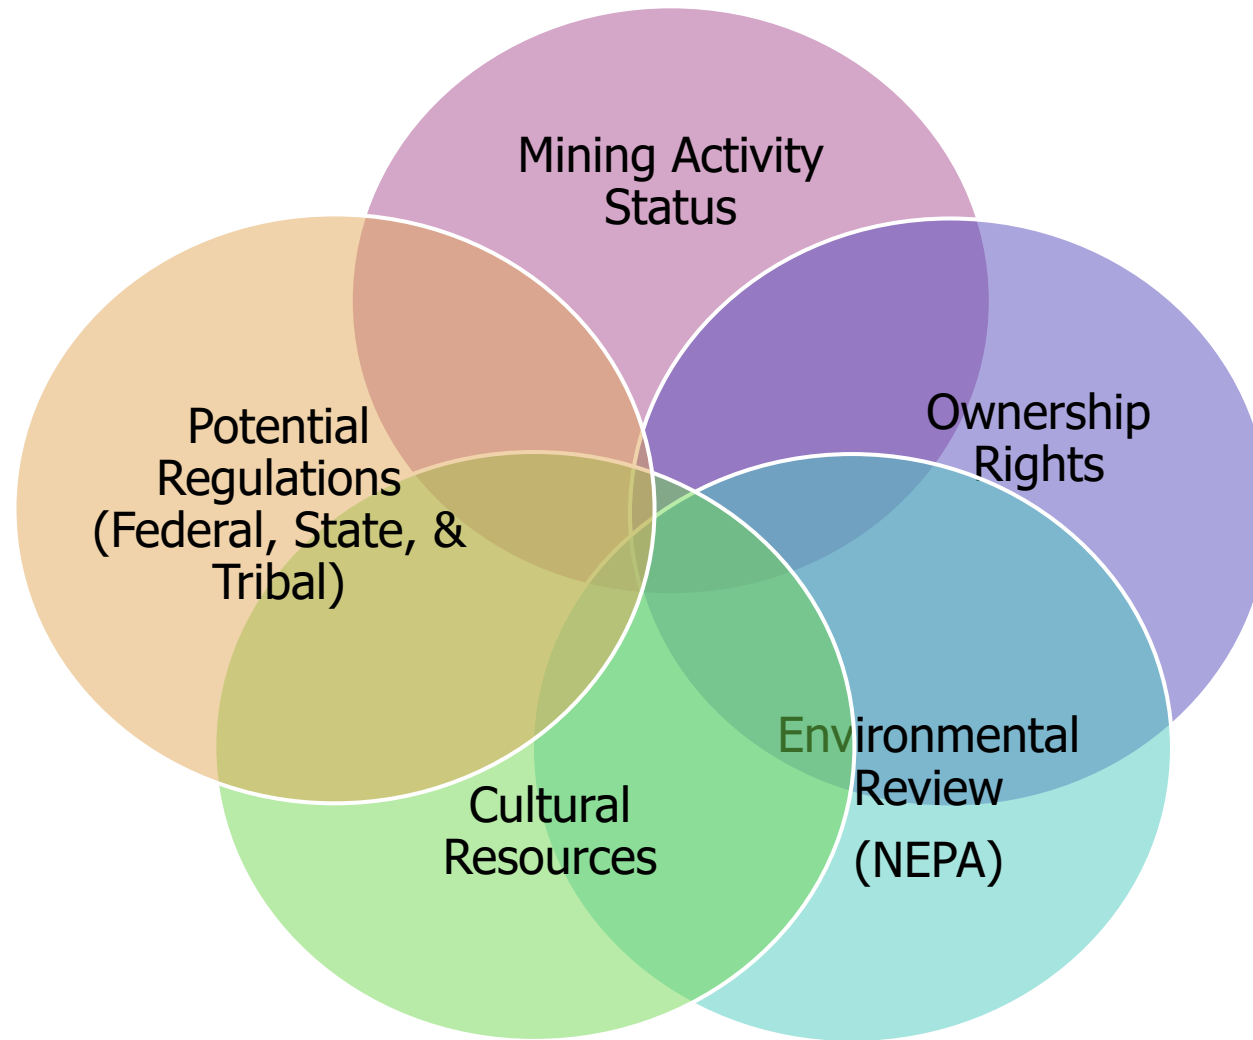 Mining Activity
Status
Ownership
Rights
Potential
Regulations
(Federal, State, &
Tribal)
Environmental
Review
(NEPA)
Cultural
Resources